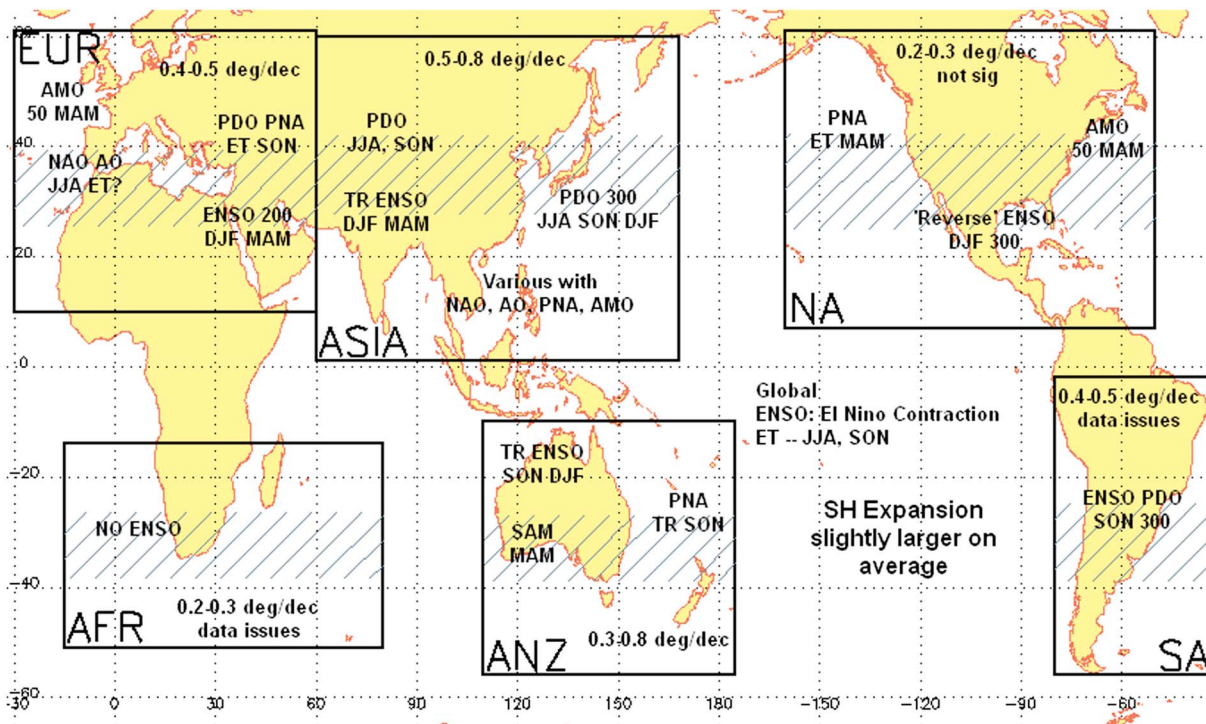 EUR
0.4-0.5 deg/dec
AMO
50 MAM
PDO PNA
ET SON
NAO AO
JJA ET?
ENSO 200
DJF MAM
0.5-0.8 deg/dec
PDO
JJA, SON
TR ENSO
DJF MAM
PDO 300
JJA SON DJF
Various with
NAO, AO, PNA, AMO
ASIA
0.2-0.3 deg/dec
not sig
PNA
ET MAM
AMO
50 MAM
'Reverse' ENSO
DJF 300
NA
Global
ENSO: El Nino Contraction
ET -- JJA, SON
SH Expansion
slightly larger on
average
NO ENSO
0.2-0.3 deg/dec
data issues
AFR
TR ENSO
SON DJF
SAM
MAM
PNA
TR SON
0.3-0.8 deg/dec
ANZ
0.4-0.5 deg/dec
data issues
ENSO PDO
SON 300
SA
40
20
0
-20
-40
-60
-30 0 30 60 90 120 150 180 -150 -120 -90 -60